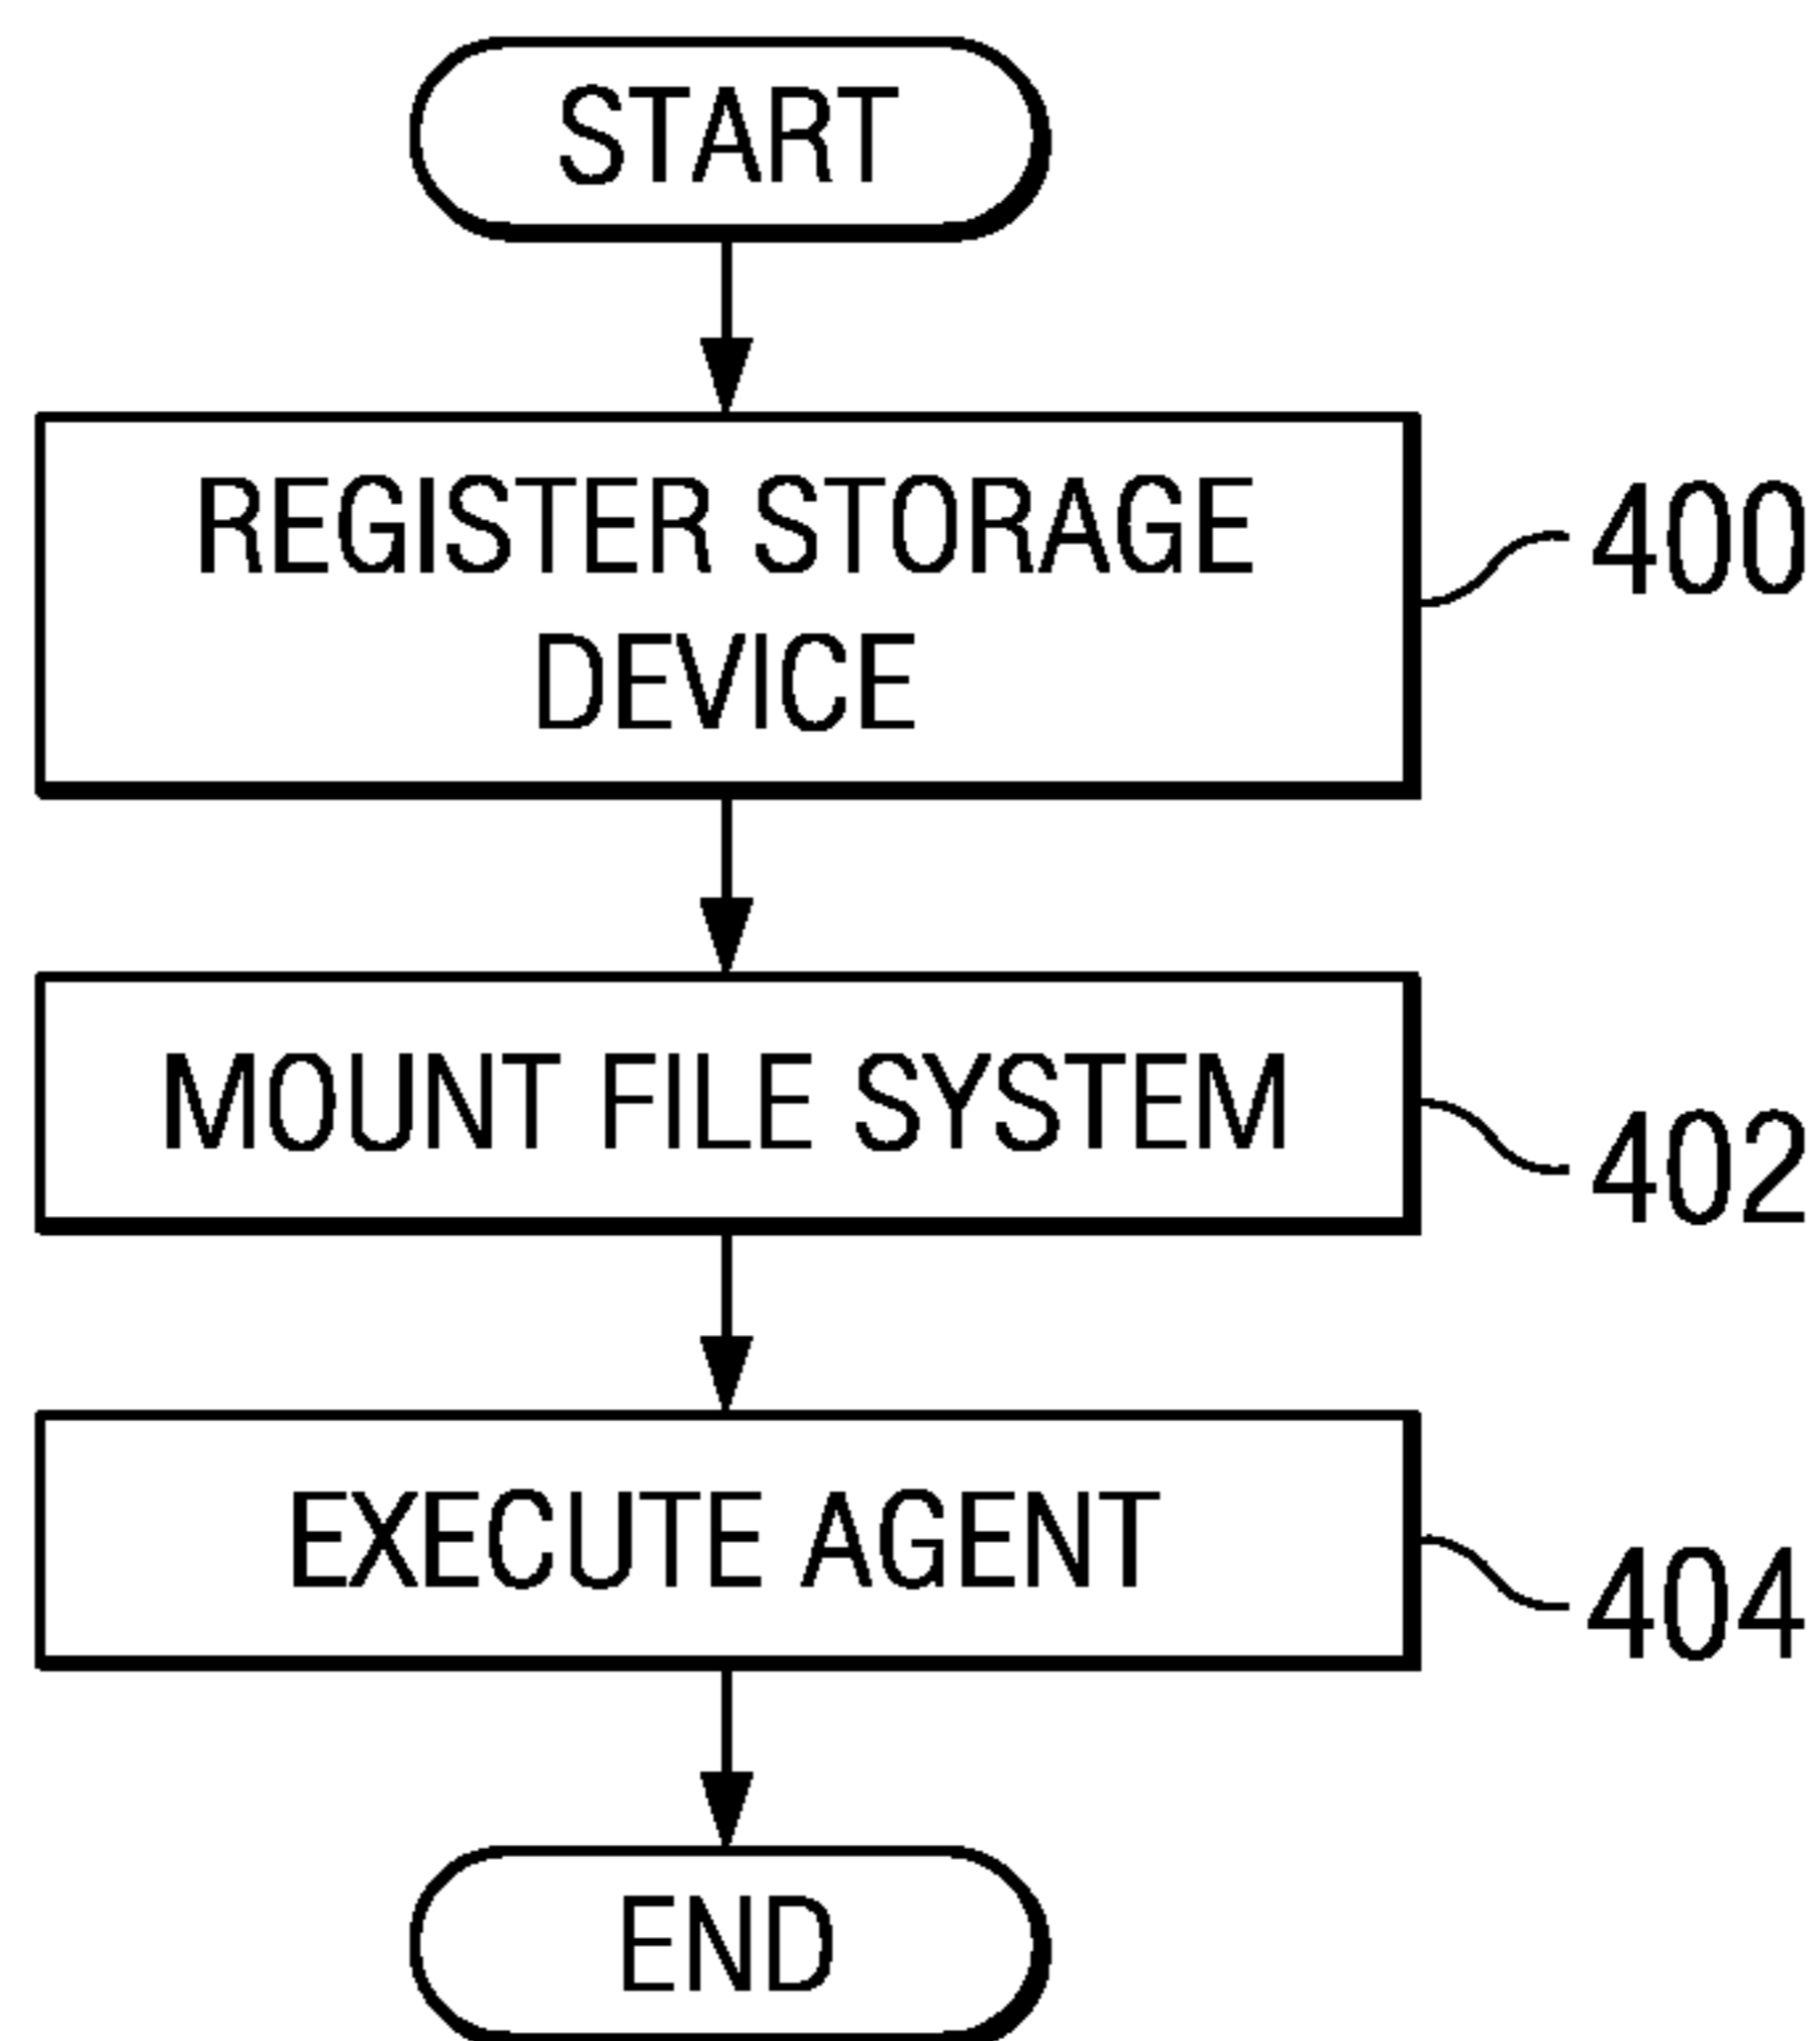 START
REGISTER STORAGE
DEVICE
400
MOUNT FILE SYSTEM
402
EXECUTE AGENT
404
END